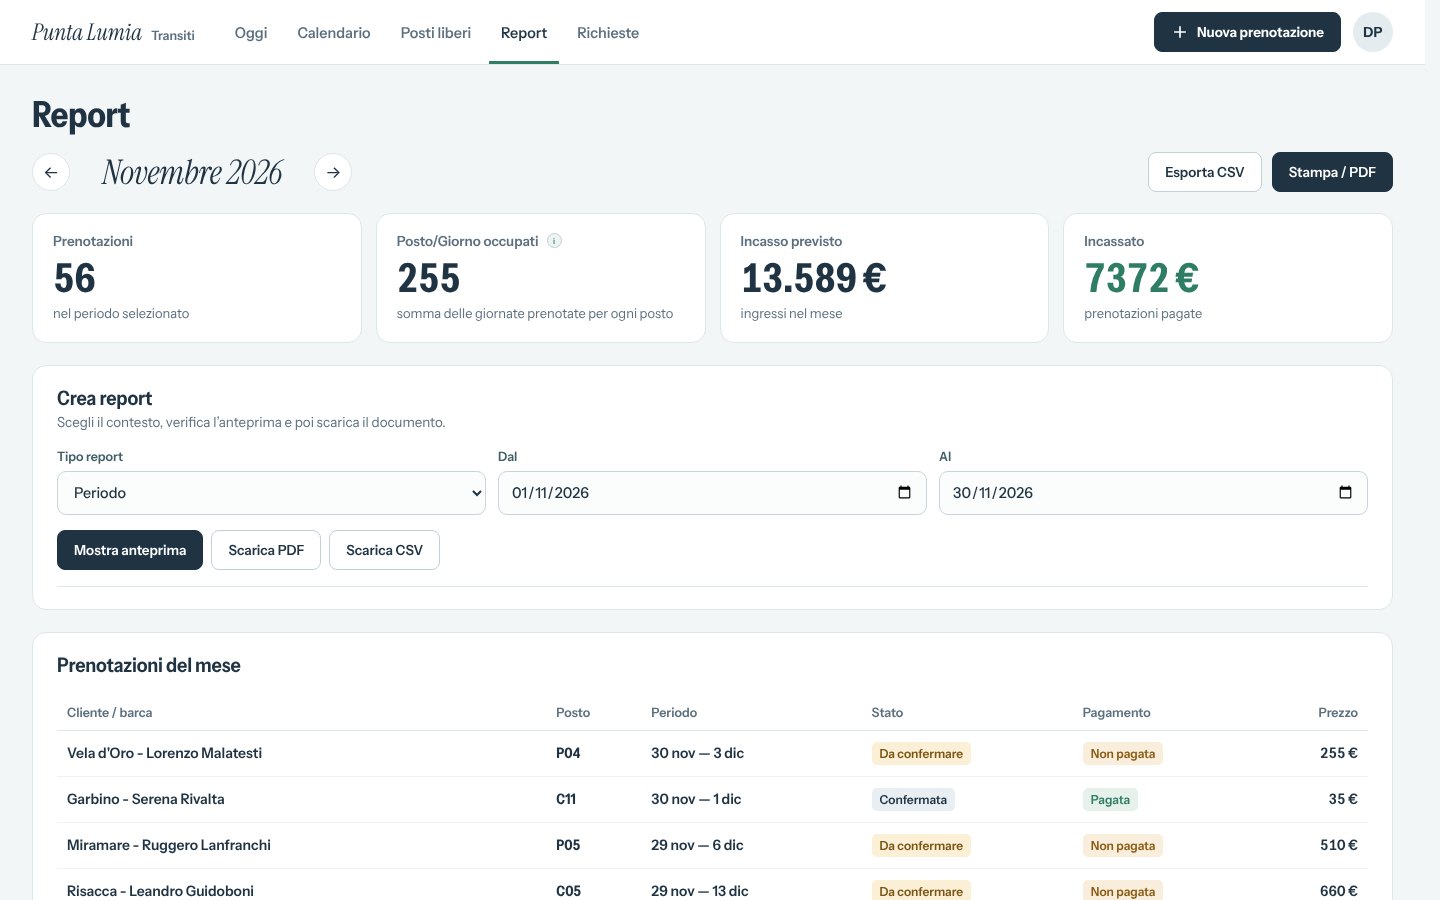 Punta Lumia Transiti Oggi Calendario Posti liberi Report Richieste + Nuova prenotazione DP
Report
← Novembre 2026 → Esporta CSV Stampa / PDF
Prenotazioni Posto/Giorno occupati i Incasso previsto Incassato
56 255 13.589 € 7372 €
nel periodo selezionato somma delle giornate prenotate per ogni posto ingressi nel mese prenotazioni pagate
Crea report
Scegli il contesto, verifica l'anteprima e poi scarica il documento.
Tipo report Dal Al
Periodo 01/11/2026 30/11/2026
Mostra anteprima Scarica PDF Scarica CSV
Prenotazioni del mese
Cliente / barca Posto Periodo Stato Pagamento Prezzo
Vela d'Oro - Lorenzo Malatesti P04 30 nov — 3 dic Da confermare Non pagata 255 €
Garbino - Serena Rivalta C11 30 nov — 1 dic Confermata Pagata 35 €
Miramare - Ruggero Lanfranchi P05 29 nov — 6 dic Da confermare Non pagata 510 €
Risacca - Leandro Guidoboni C05 29 nov — 13 dic Da confermare Non pagata 660 €